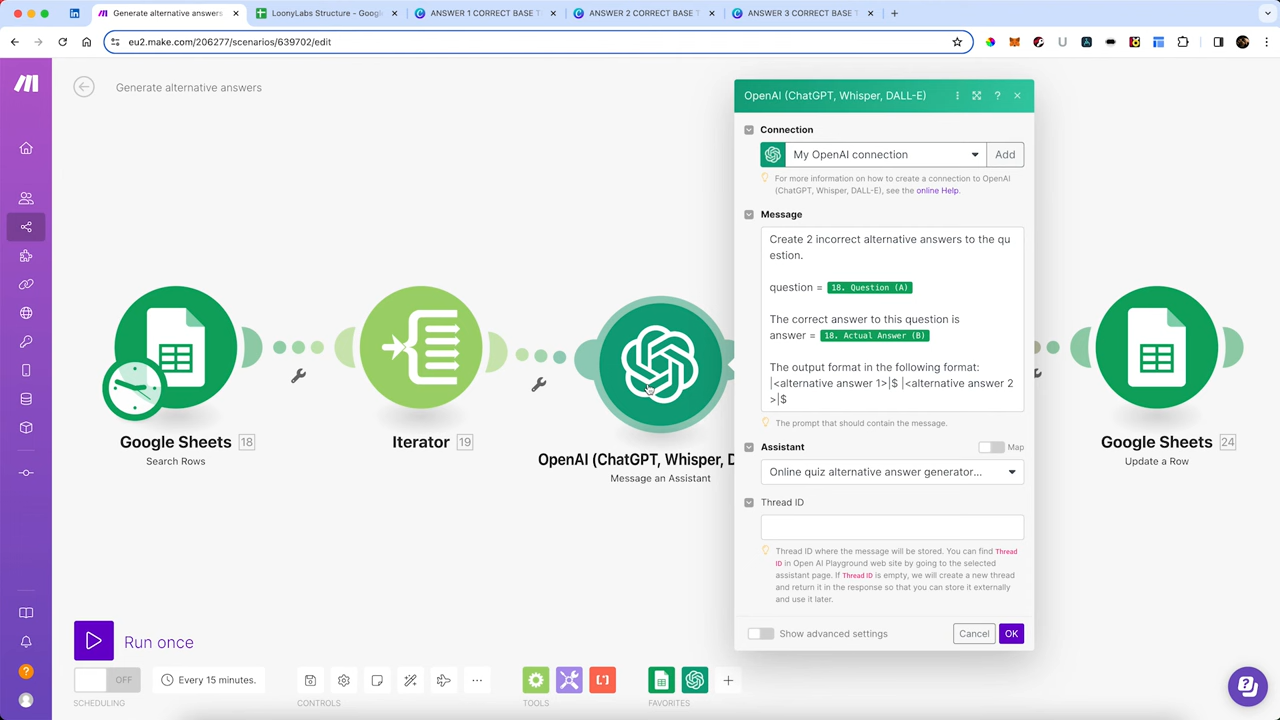 Generate alternative answers
LoonyLabs Structure - Goog
ANSWER 1 CORRECT BASE T
ANSWER 2 CORRECT BASE T
ANSWER 3 CORRECT BASE T
eu2.make.com/206277/scenarios/639702/edit
Generate alternative answers
OpenAI (ChatGPT, Whisper, DALL-E)
Connection
My OpenAI connection
Add
For more information on how to create a connection to OpenAI
(ChatGPT, Whisper, DALL-E), see the online Help.
Message
Create 2 incorrect alternative answers to the qu
estion.
question = 18. Question (A)
The correct answer to this question is
answer = 18. Actual Answer (B)
The output format in the following format:
|<alternative answer 1>|$ |<alternative answer 2
>|$
The prompt that should contain the message.
Assistant
Map
Online quiz alternative answer generator...
Thread ID
Thread ID where the message will be stored. You can find Thread
ID in Open AI Playground web site by going to the selected
assistant page. If Thread ID is empty, we will create a new thread
and return it in the response so that you can store it externally
and use it later.
Show advanced settings
Cancel
OK
Google Sheets 18
Search Rows
Iterator 19
OpenAI (ChatGPT, Whisper, D
Message an Assistant
Google Sheets 24
Update a Row
Run once
OFF
Every 15 minutes.
SCHEDULING
CONTROLS
TOOLS
FAVORITES